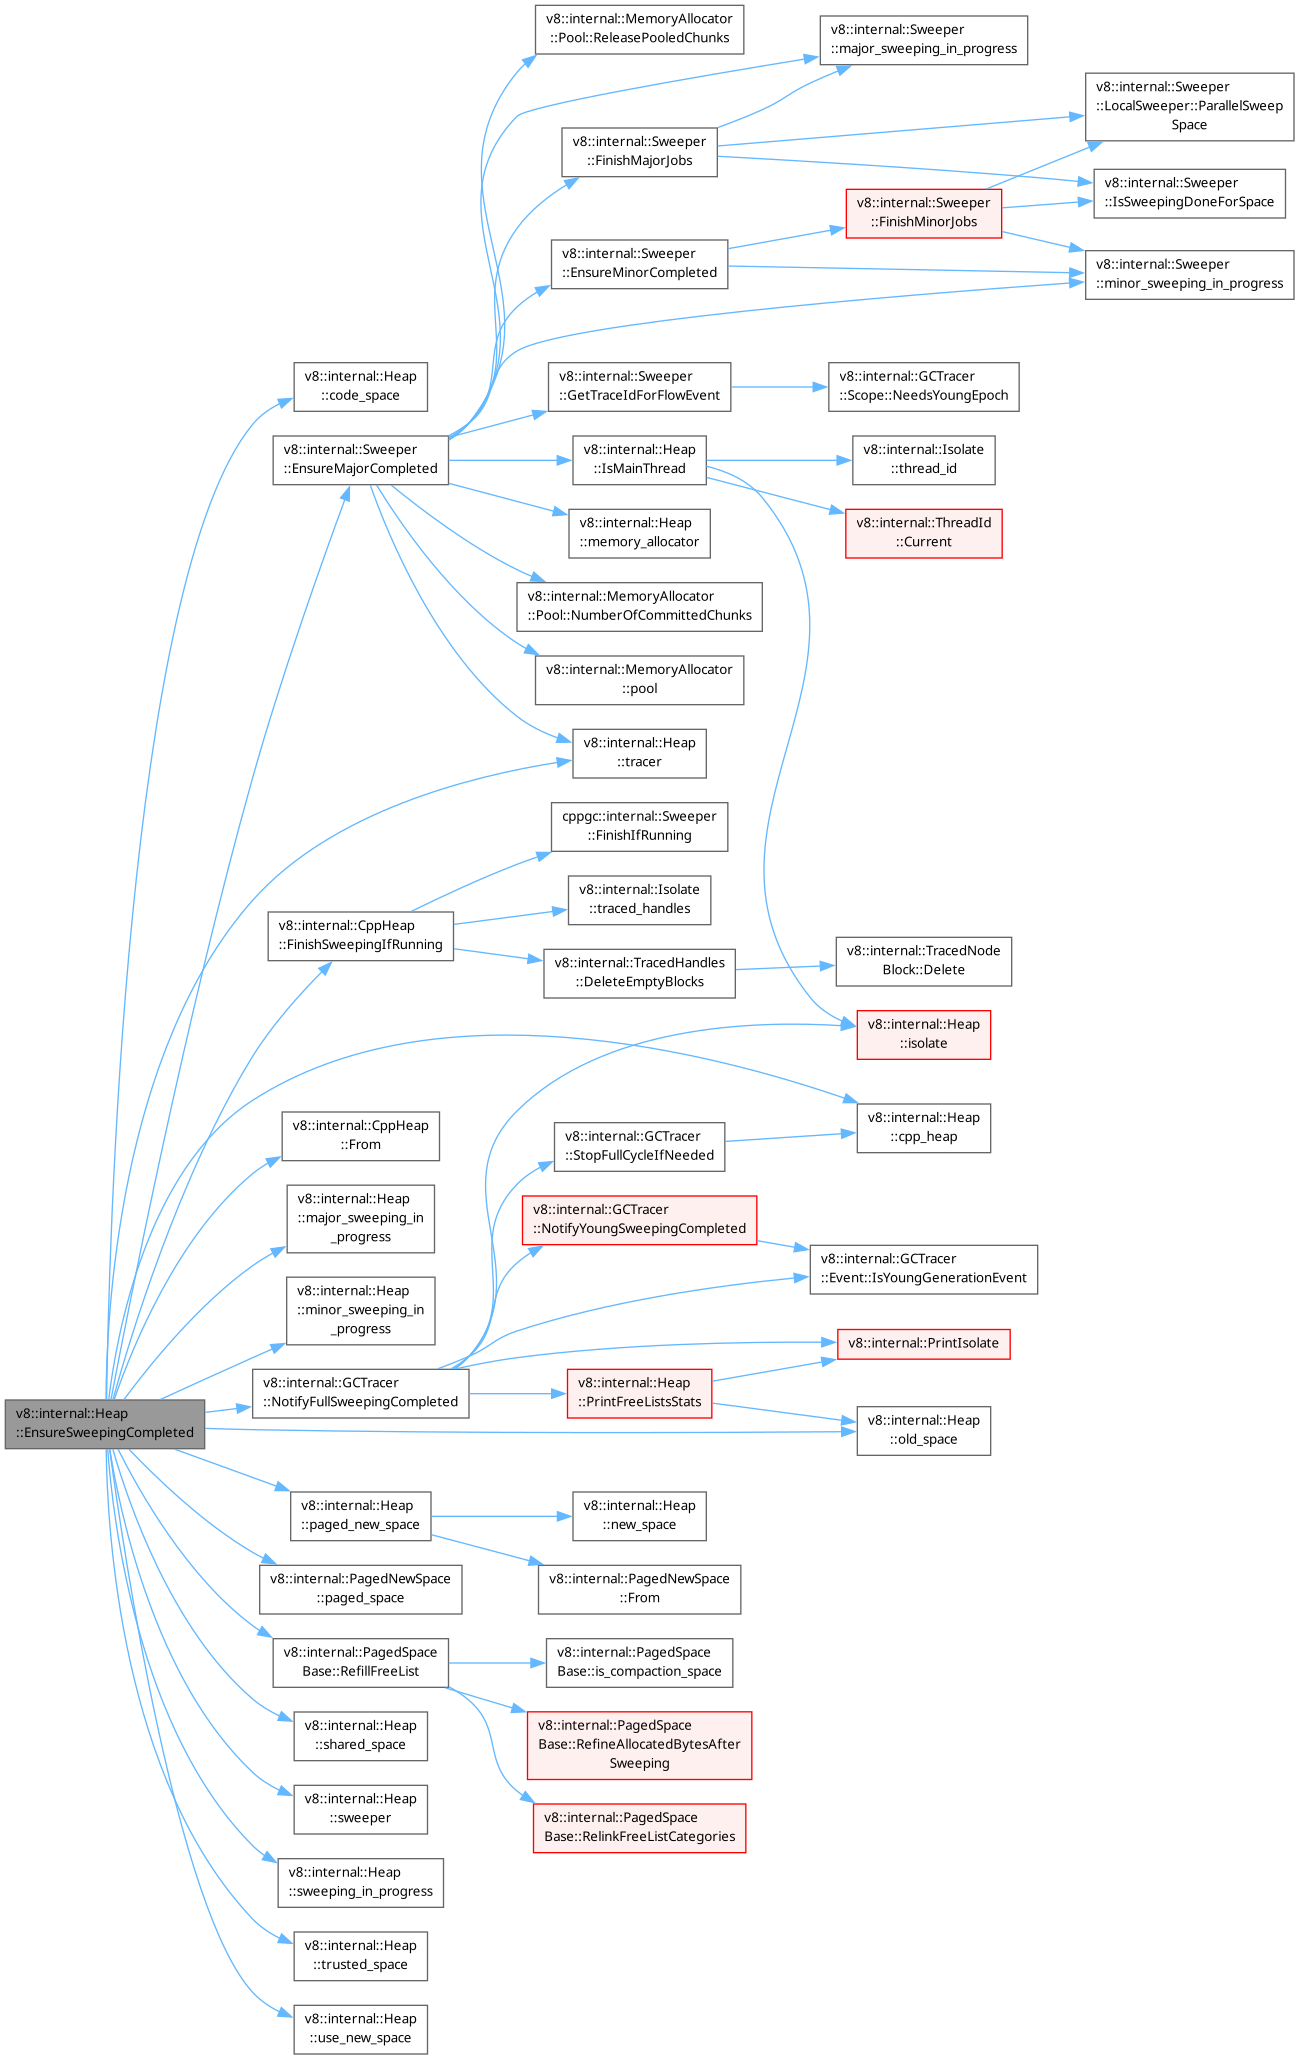 v8::internal::MemoryAllocator
::Pool::ReleasePooledChunks
v8::internal::Sweeper
::major_sweeping_in_progress
v8::internal::Sweeper
::LocalSweeper::ParallelSweep
Space
v8::internal::Sweeper
::FinishMajorJobs
v8::internal::Sweeper
::IsSweepingDoneForSpace
v8::internal::Sweeper
::FinishMinorJobs
v8::internal::Sweeper
::EnsureMinorCompleted
v8::internal::Sweeper
::minor_sweeping_in_progress
v8::internal::Heap
::code_space
v8::internal::Sweeper
::GetTraceIdForFlowEvent
v8::internal::GCTracer
::Scope::NeedsYoungEpoch
v8::internal::Sweeper
::EnsureMajorCompleted
v8::internal::Heap
::IsMainThread
v8::internal::Isolate
::thread_id
v8::internal::Heap
::memory_allocator
v8::internal::ThreadId
::Current
v8::internal::MemoryAllocator
::Pool::NumberOfCommittedChunks
v8::internal::MemoryAllocator
::pool
v8::internal::Heap
::tracer
cppgc::internal::Sweeper
::FinishIfRunning
v8::internal::Isolate
::traced_handles
v8::internal::CppHeap
::FinishSweepingIfRunning
v8::internal::TracedHandles
::DeleteEmptyBlocks
v8::internal::TracedNode
Block::Delete
v8::internal::Heap
::isolate
v8::internal::CppHeap
::From
v8::internal::GCTracer
::StopFullCycleIfNeeded
v8::internal::Heap
::cpp_heap
v8::internal::Heap
::major_sweeping_in
_progress
v8::internal::GCTracer
::NotifyYoungSweepingCompleted
v8::internal::GCTracer
::Event::IsYoungGenerationEvent
v8::internal::Heap
::minor_sweeping_in
_progress
v8::internal::PrintIsolate
v8::internal::GCTracer
::NotifyFullSweepingCompleted
v8::internal::Heap
::PrintFreeListsStats
v8::internal::Heap
::EnsureSweepingCompleted
v8::internal::Heap
::old_space
v8::internal::Heap
::paged_new_space
v8::internal::Heap
::new_space
v8::internal::PagedNewSpace
::paged_space
v8::internal::PagedNewSpace
::From
v8::internal::PagedSpace
Base::RefillFreeList
v8::internal::PagedSpace
Base::is_compaction_space
v8::internal::Heap
::shared_space
v8::internal::PagedSpace
Base::RefineAllocatedBytesAfter
Sweeping
v8::internal::Heap
::sweeper
v8::internal::PagedSpace
Base::RelinkFreeListCategories
v8::internal::Heap
::sweeping_in_progress
v8::internal::Heap
::trusted_space
v8::internal::Heap
::use_new_space